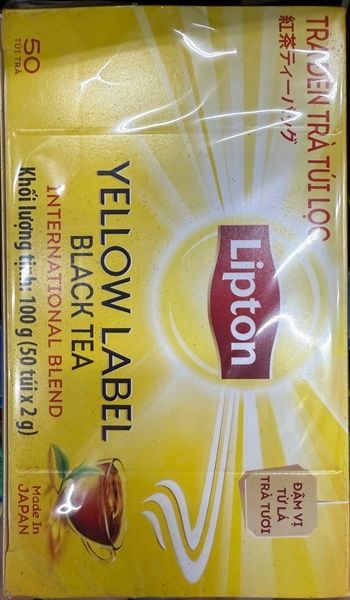 TRÀ ĐEN TRÀ TÚI LỌC
紅茶ティーバッグ
Lipton
ĐẬM VỊ
TỪ LÁ
TRÀ TƯƠI
YELLOW LABEL
BLACK TEA
INTERNATIONAL BLEND
Khối lượng tịnh: 100 g (50 túi x 2 g)
50
TÚI TRÀ
Made In
JAPAN